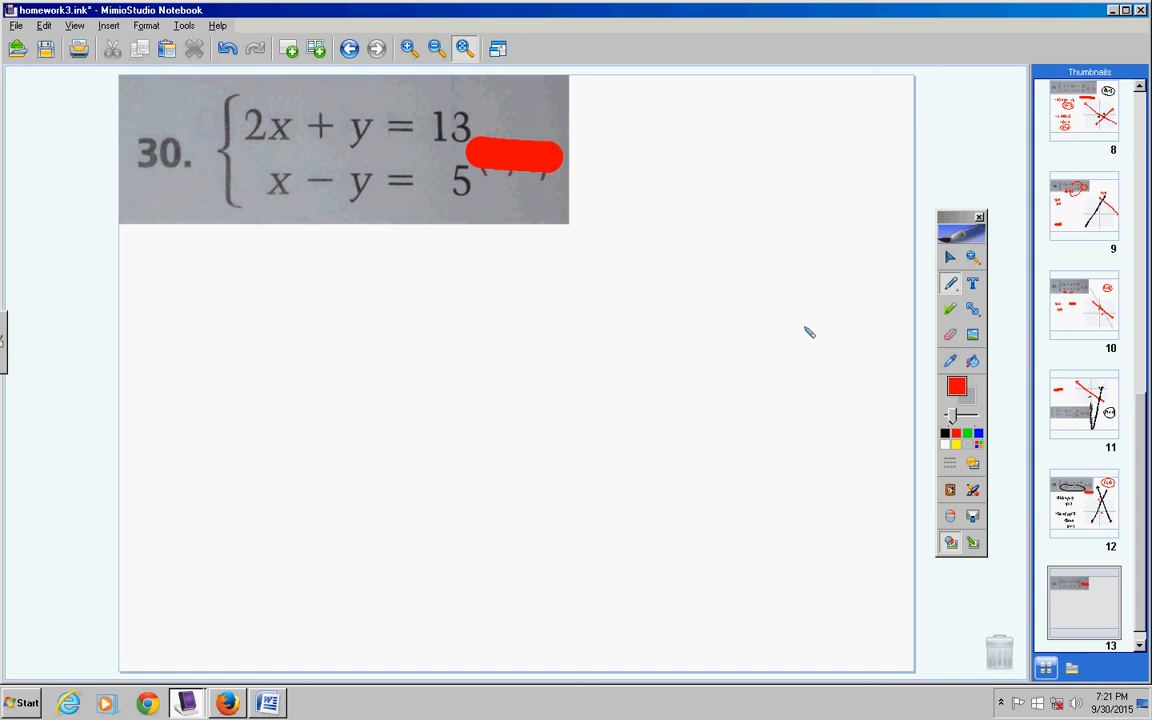 homework3.ink* - MimioStudio Notebook
File Edit View Insert Format Tools Help
Thumbnails
30. 2x + y = 13
x − y = 5
8
9
10
11
12
13
Start
7:21 PM
9/30/2015